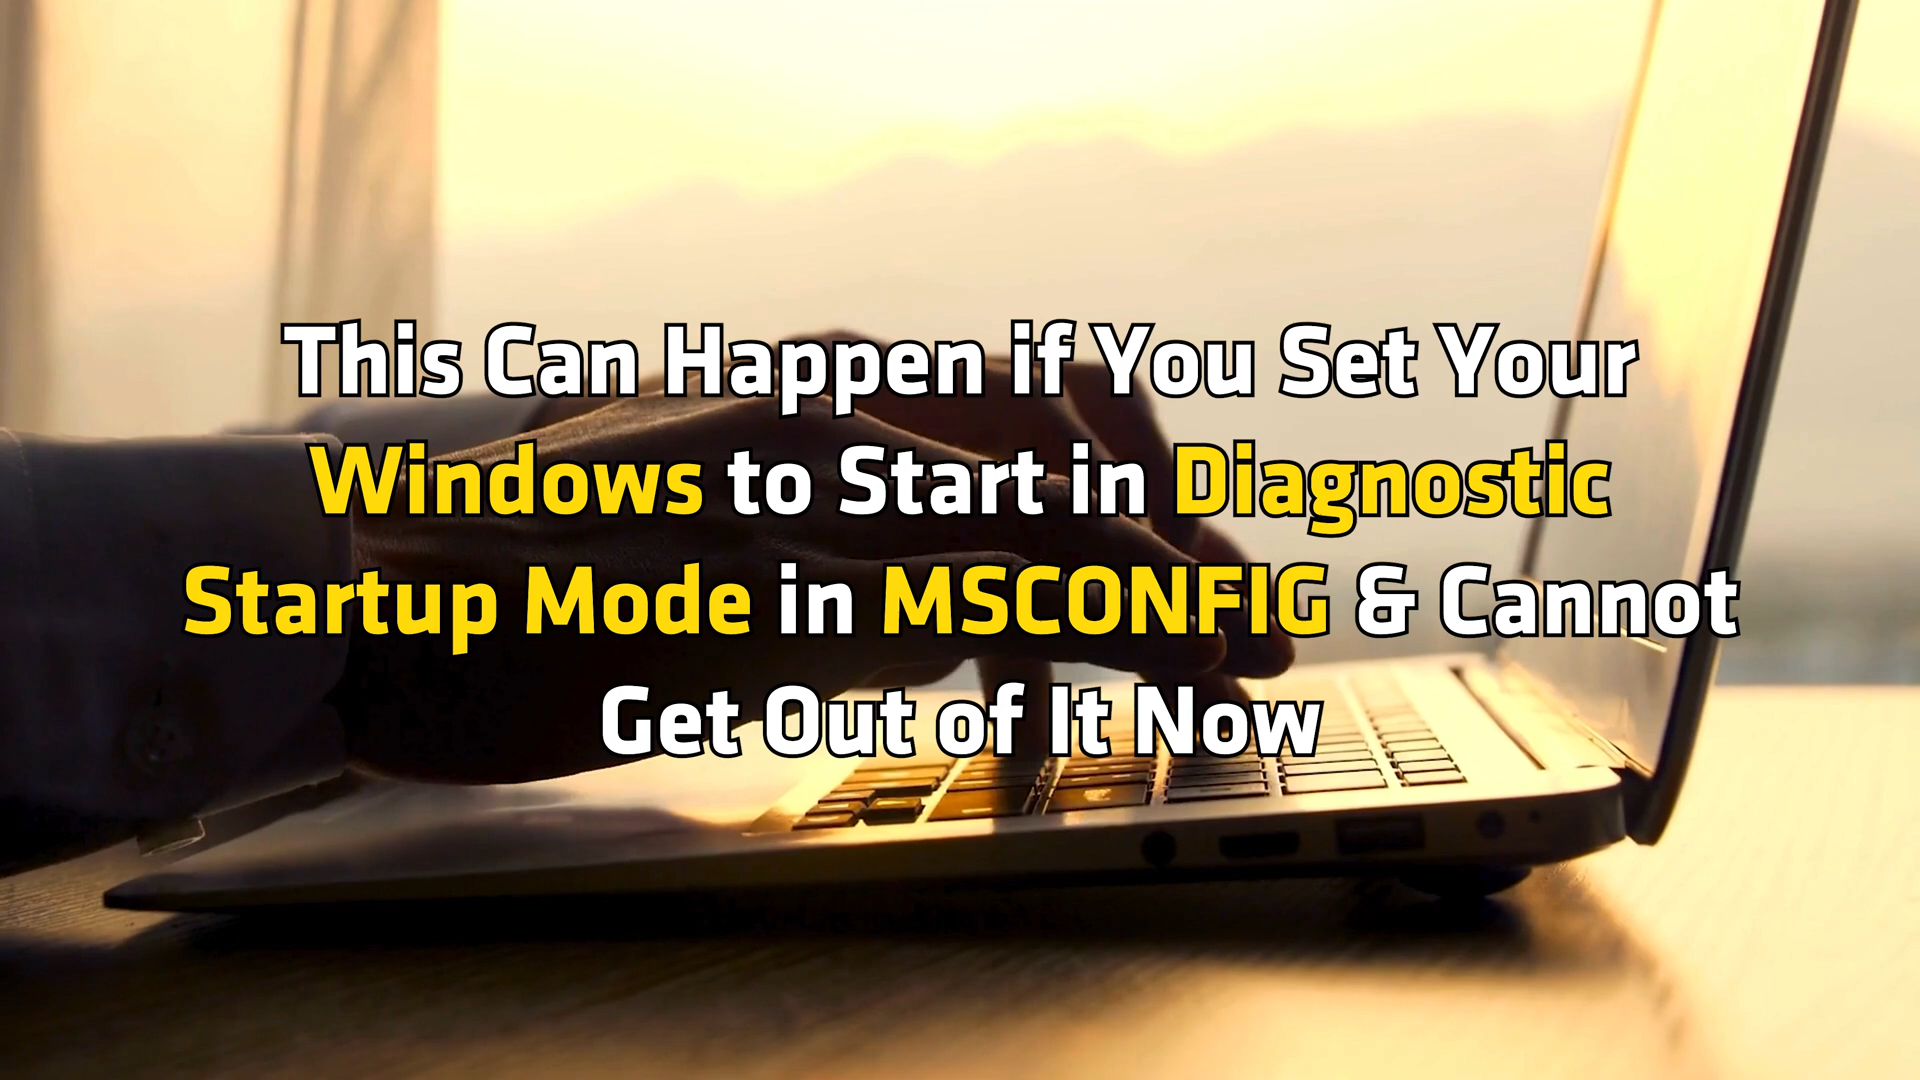 This Can Happen if You Set Your
Windows to Start in Diagnostic
Startup Mode in MSCONFIG & Cannot
Get Out of It Now